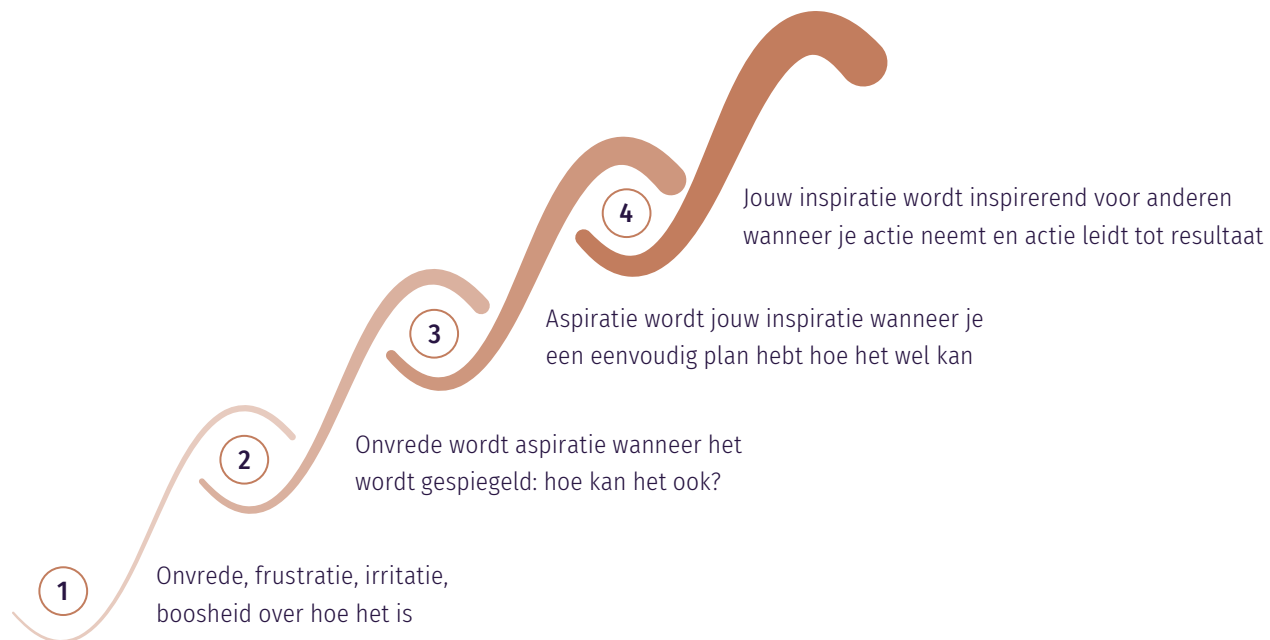 4
Jouw inspiratie wordt inspirerend voor anderen
wanneer je actie neemt en actie leidt tot resultaat
3
Aspiratie wordt jouw inspiratie wanneer je
een eenvoudig plan hebt hoe het wel kan
2
Onvrede wordt aspiratie wanneer het
wordt gespiegeld: hoe kan het ook?
1
Onvrede, frustratie, irritatie,
boosheid over hoe het is